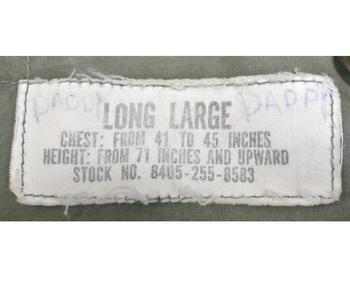 DADDY DADDY
LONG LARGE
CHEST: FROM 41 TO 45 INCHES
HEIGHT: FROM 71 INCHES AND UPWARD
STOCK NO. 8405-255-8583